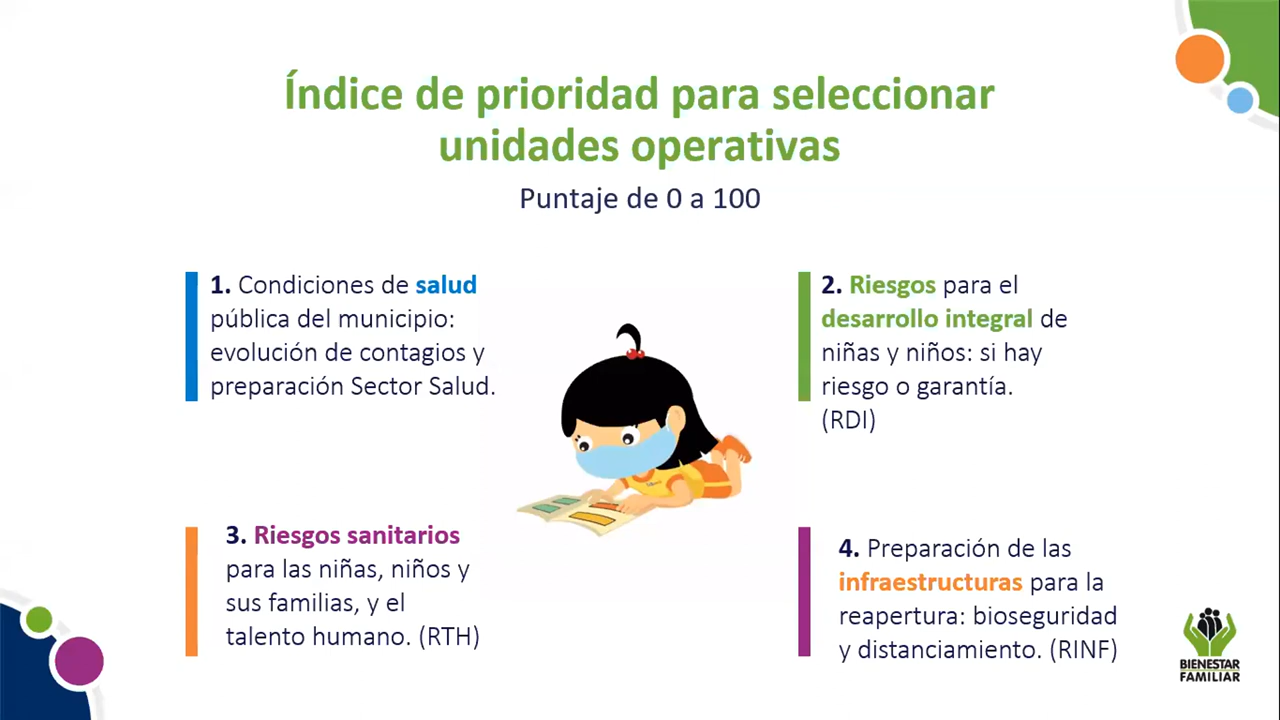 Índice de prioridad para seleccionar
unidades operativas
Puntaje de 0 a 100
1. Condiciones de salud
pública del municipio:
evolución de contagios y
preparación Sector Salud.
2. Riesgos para el
desarrollo integral de
niñas y niños: si hay
riesgo o garantía.
(RDI)
3. Riesgos sanitarios
para las niñas, niños y
sus familias, y el
talento humano. (RTH)
4. Preparación de las
infraestructuras para la
reapertura: bioseguridad
y distanciamiento. (RINF)
BIENESTAR
FAMILIAR